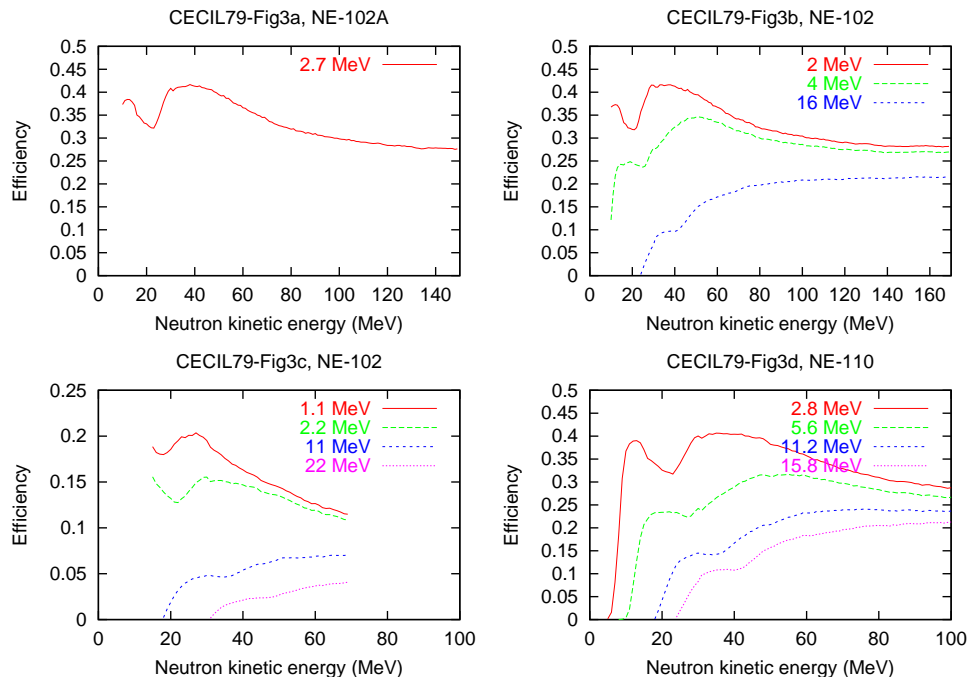 CECIL79-Fig3a, NE-102A
0.5
0.45
0.4
0.35
0.3
0.25
0.2
0.15
0.1
0.05
0
Efficiency
2.7 MeV
0 20 40 60 80 100 120 140
Neutron kinetic energy (MeV)
CECIL79-Fig3b, NE-102
0.5
0.45
0.4
0.35
0.3
0.25
0.2
0.15
0.1
0.05
0
Efficiency
2 MeV
4 MeV
16 MeV
0 20 40 60 80 100 120 140 160
Neutron kinetic energy (MeV)
CECIL79-Fig3c, NE-102
0.25
0.2
0.15
0.1
0.05
0
Efficiency
1.1 MeV
2.2 MeV
11 MeV
22 MeV
0 20 40 60 80 100
Neutron kinetic energy (MeV)
CECIL79-Fig3d, NE-110
0.5
0.45
0.4
0.35
0.3
0.25
0.2
0.15
0.1
0.05
0
Efficiency
2.8 MeV
5.6 MeV
11.2 MeV
15.8 MeV
0 20 40 60 80 100
Neutron kinetic energy (MeV)